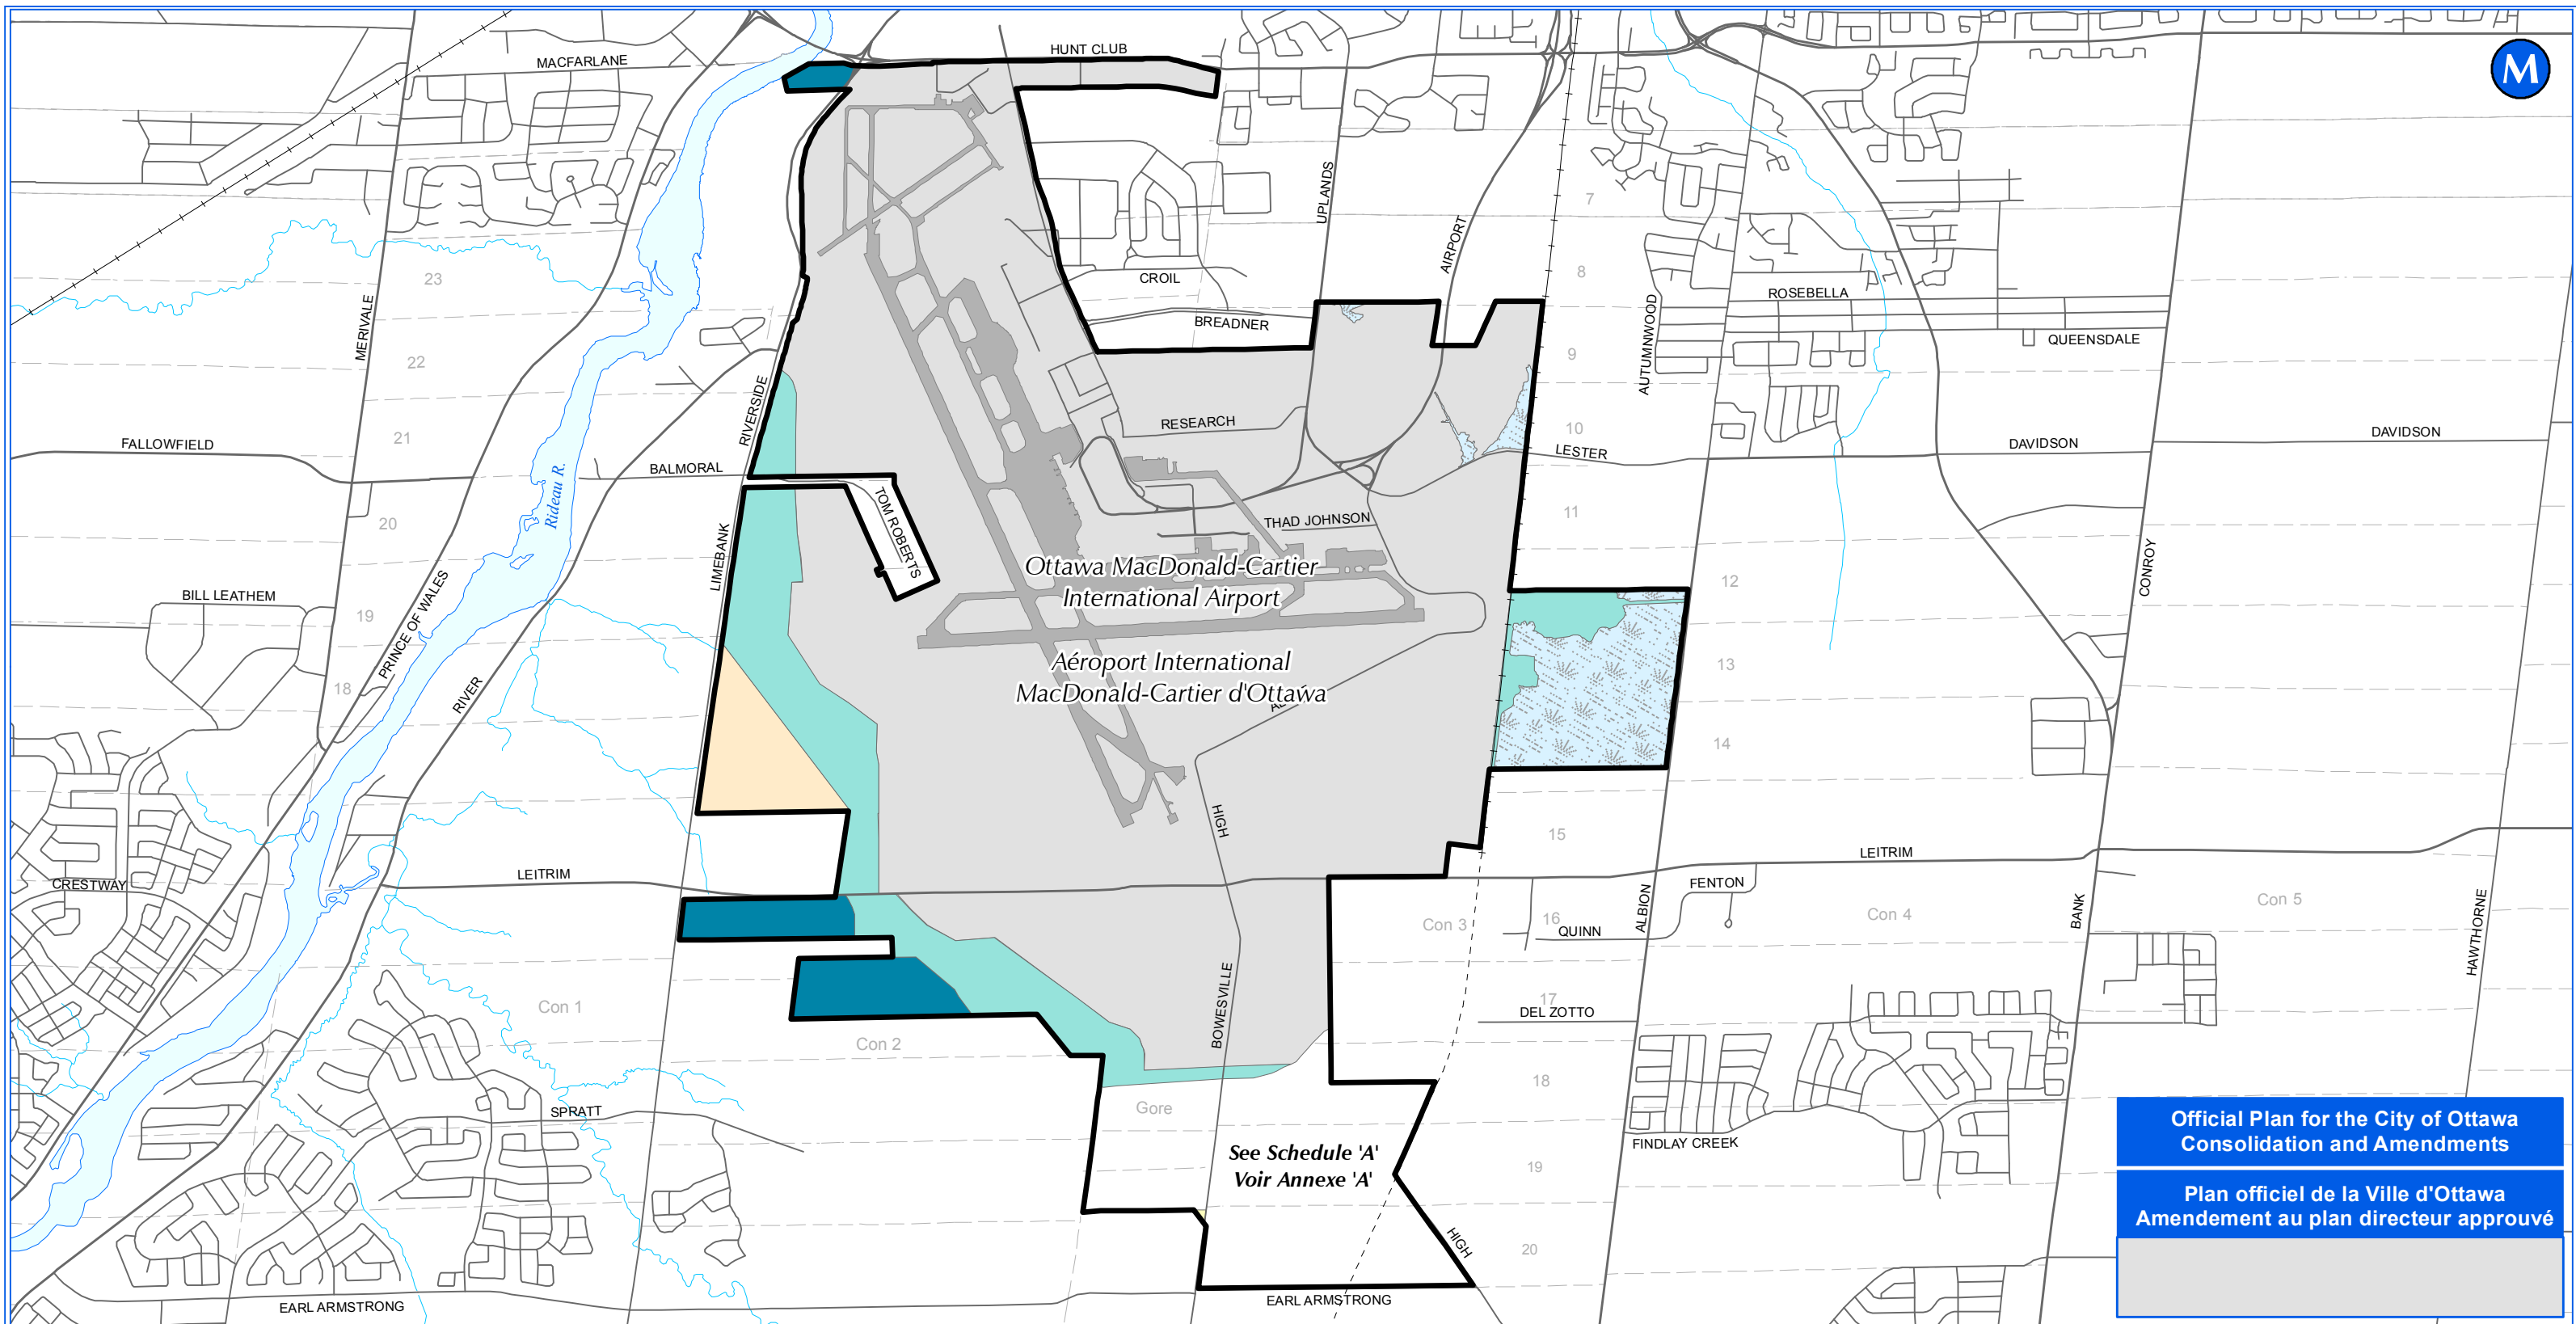 HUNT CLUB
MACFARLANE
M
UPLANDS
7
AIRPORT
8
23
CROIL
ROSEBELLA
MERIVALE
BREADNER
AUTUMNWOOD
QUEENSDALE
22
9
RIVERSIDE
RESEARCH
10
21
FALLOWFIELD
DAVIDSON
DAVIDSON
LESTER
BALMORAL
Rideau R.
TOM ROBERTS
20
THAD JOHNSON
11
LIMEBANK
Ottawa MacDonald-Cartier
International Airport
CONROY
12
BILL LEATHEM
19
PRINCE OF WALES
Aéroport International
MacDonald-Cartier d'Ottawa
13
18
RIVER
14
HIGH
15
LEITRIM
LEITRIM
CRESTWAY
FENTON
ALBION
Con 3
16
QUINN
Con 4
BANK
Con 5
HAWTHORNE
Con 1
BOWESVILLE
17
DEL ZOTTO
Con 2
18
Gore
SPRATT
FINDLAY CREEK
See Schedule 'A'
Voir Annexe 'A'
19
HIGH
20
EARL ARMSTRONG
EARL ARMSTRONG
Official Plan for the City of Ottawa
Consolidation and Amendments
Plan officiel de la Ville d'Ottawa
Amendement au plan directeur approuvé